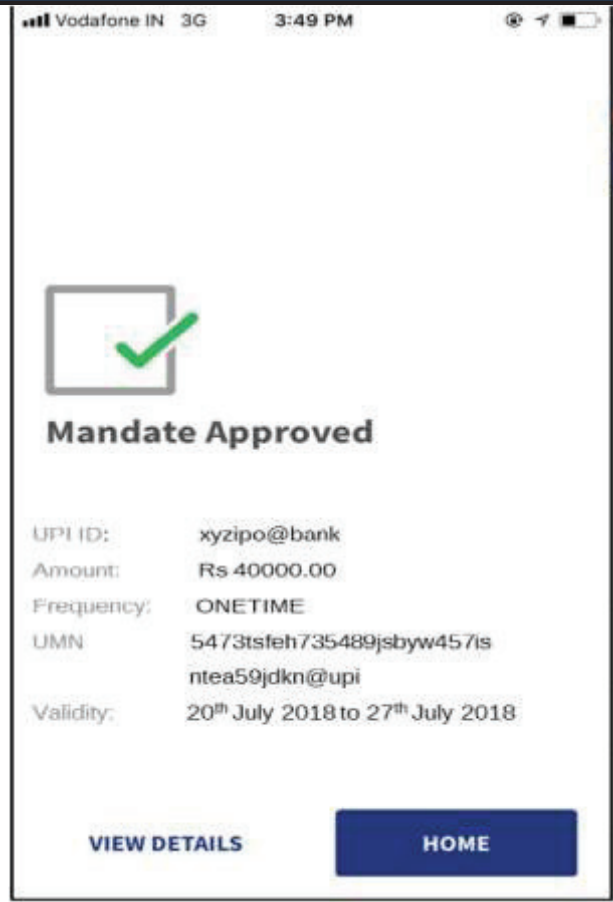 Vodafone IN 3G 3:49 PM
Mandate Approved
UPI ID: xyzipo@bank
Amount: Rs 40000.00
Frequency: ONETIME
UMN 5473tsfeh735489jsbyw457is
ntea59jdkn@upi
Validity: 20th July 2018 to 27th July 2018
VIEW DETAILS HOME